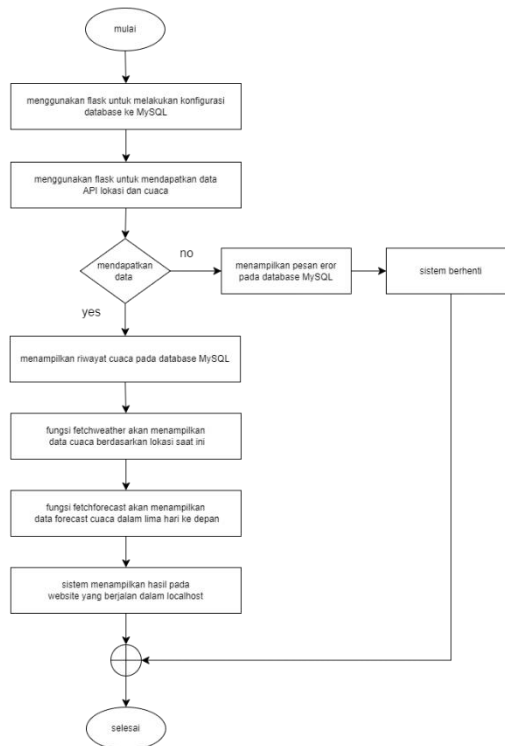 mulai
menggunakan flask untuk melakukan konfigurasi
database ke MySQL
menggunakan flask untuk mendapatkan data
API lokasi dan cuaca
mendapatkan
data
no
menampilkan pesan eror
pada database MySQL
sistem berhenti
yes
menampilkan riwayat cuaca pada database MySQL
fungsi fetchweather akan menampilkan
data cuaca berdasarkan lokasi saat ini
fungsi fetchforecast akan menampilkan
data forecast cuaca dalam lima hari ke depan
sistem menampilkan hasil pada
website yang berjalan dalam localhost
selesai